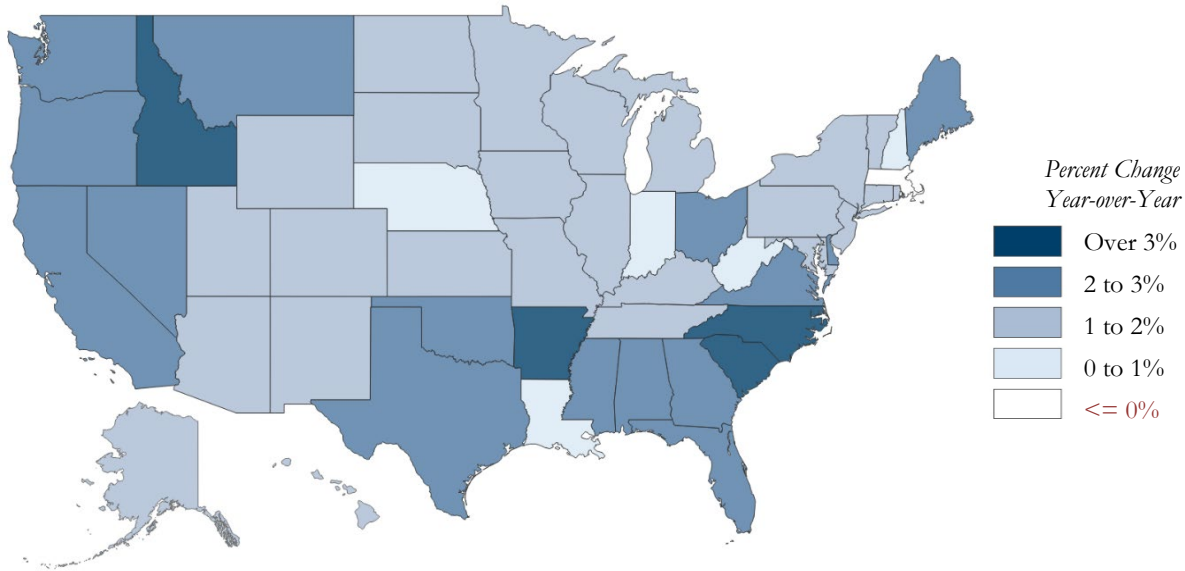 Percent Change
Year-over-Year
Over 3%
2 to 3%
1 to 2%
0 to 1%
<= 0%